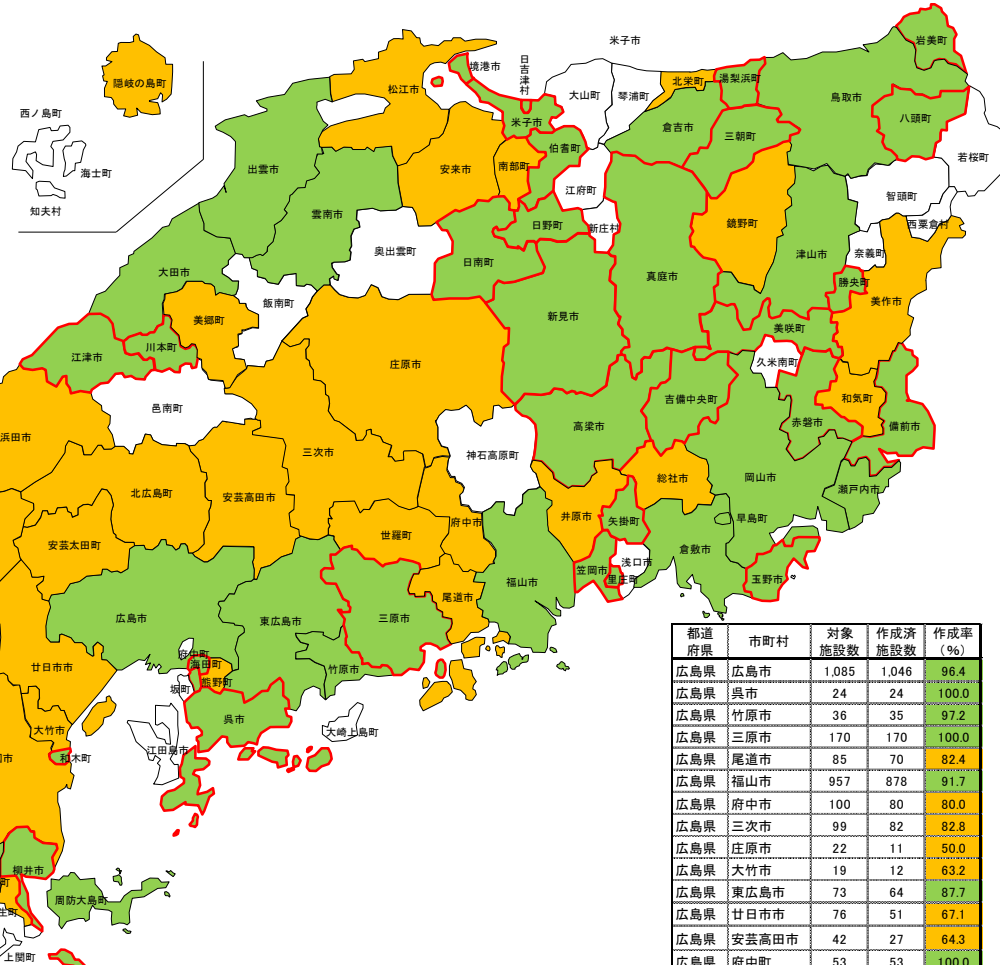 米子市
岩美町
隠岐の島町
境港市
日吉津村
北栄町
湯梨浜町
松江市
大山町
琴浦町
鳥取市
西ノ島町
米子市
倉吉市
三朝町
八頭町
海士町
出雲市
安来市
南部町
伯耆町
若桜町
江府町
智頭町
知夫村
雲南市
日野町
新庄村
鏡野町
西粟倉村
奥出雲町
津山市
奈義町
大田市
日南町
真庭市
勝央町
飯南町
美作市
美郷町
新見市
美咲町
江津市
川本町
庄原市
久米南町
邑南町
吉備中央町
和気町
浜田市
高梁市
赤磐市
備前市
三次市
神石高原町
北広島町
安芸高田市
総社市
岡山市
瀬戸内市
井原市
府中市
矢掛町
早島町
安芸太田町
世羅町
倉敷市
浅口市
笠岡市
里庄町
玉野市
福山市
尾道市
広島市
東広島市
三原市
府中町
海田町
廿日市市
竹原市
熊野町
坂町
呉市
大竹市
大崎上島町
江田島市
和木町
市
柳井市
町
周防大島町
生町
上関町
都道府県 市町村 対象施設数 作成済施設数 作成率(%)
広島県 広島市 1,085 1,046 96.4
広島県 呉市 24 24 100.0
広島県 竹原市 36 35 97.2
広島県 三原市 170 170 100.0
広島県 尾道市 85 70 82.4
広島県 福山市 957 878 91.7
広島県 府中市 100 80 80.0
広島県 三次市 99 82 82.8
広島県 庄原市 22 11 50.0
広島県 大竹市 19 12 63.2
広島県 東広島市 73 64 87.7
広島県 廿日市市 76 51 67.1
広島県 安芸高田市 42 27 64.3
広島県 府中町 53 53 100.0